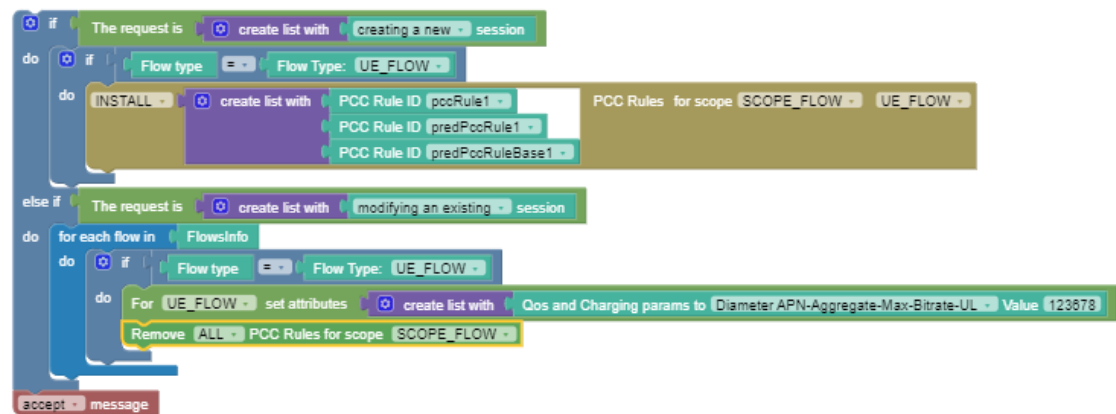 if The request is create list with creating a new session
do if Flow type = Flow Type: UE_FLOW
do INSTALL create list with PCC Rule ID pccRule1 PCC Rules for scope SCOPE_FLOW UE_FLOW
PCC Rule ID predPccRule1
PCC Rule ID predPccRuleBase1
else if The request is create list with modifying an existing session
do for each flow in FlowsInfo
do if Flow type = Flow Type: UE_FLOW
do For UE_FLOW set attributes create list with Qos and Charging params to Diameter APN-Aggregate-Max-Bitrate-UL Value 123678
Remove ALL PCC Rules for scope SCOPE_FLOW
accept message